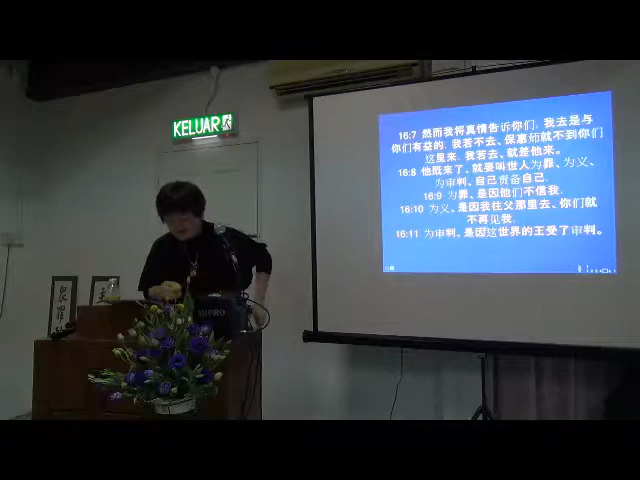 KELUAR
16:7 然而我将真情告诉你们，我去是与
你们有益的．我若不去、保惠师就不到你们
这里来．我若去、就差他来。
16:8 他既来了、就要叫世人为罪、为义、
为审判、自己责备自己．
16:9 为罪、是因他们不信我．
16:10 为义、是因我往父那里去、你们就
不再见我．
16:11 为审判、是因这世界的王受了审判。